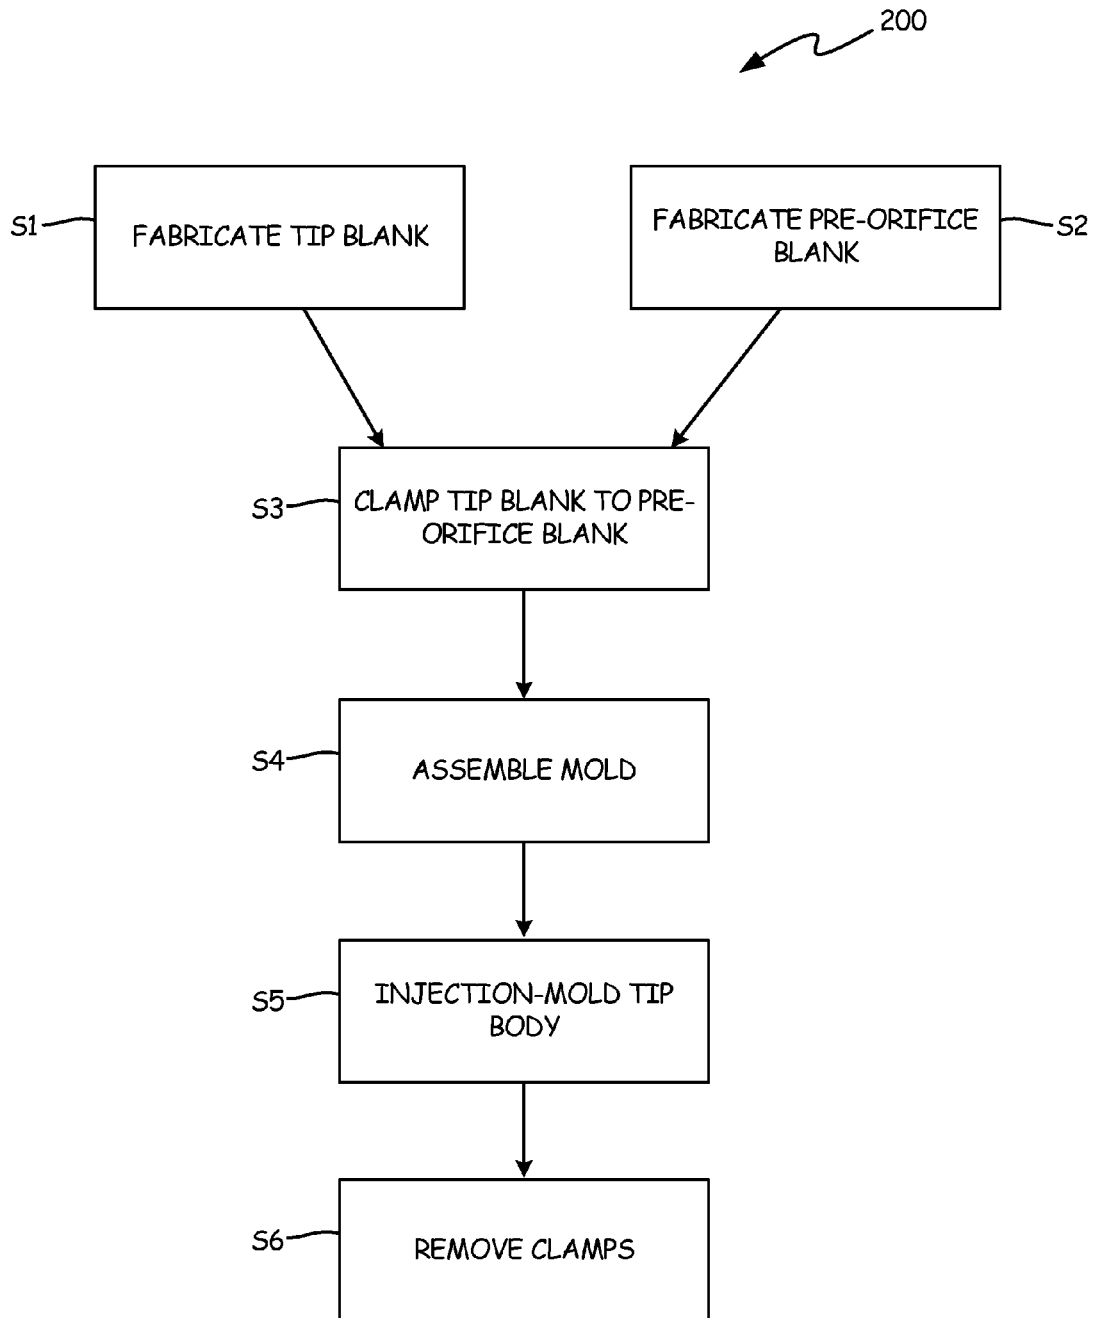 200
S1
FABRICATE TIP BLANK
FABRICATE PRE-ORIFICE
BLANK
S2
S3
CLAMP TIP BLANK TO PRE-
ORIFICE BLANK
S4
ASSEMBLE MOLD
S5
INJECTION-MOLD TIP
BODY
S6
REMOVE CLAMPS